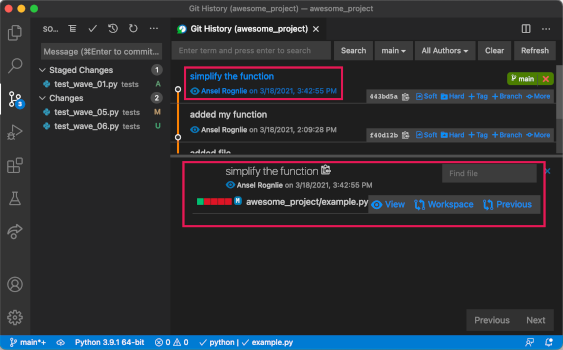 Git History (awesome_project) — awesome_project
SO...
Git History (awesome_project)
Message (⌘Enter to commit...
Enter term and press enter to search
Search
main
All Authors
Clear
Refresh
Staged Changes 1
test_wave_01.py tests A
Changes 2
test_wave_05.py tests M
test_wave_06.py tests U
3
simplify the function
main
Ansel Rognlie on 3/18/2021, 3:42:55 PM
443bd5a Soft Hard +Tag +Branch More
added my function
Ansel Rognlie on 3/18/2021, 2:09:28 PM
f40d12b Soft Hard +Tag +Branch More
added file
simplify the function
Find file
Ansel Rognlie on 3/18/2021, 3:42:55 PM
M awesome_project/example.py View Workspace Previous
Previous Next
main*+ Python 3.9.1 64-bit 0 0 python | example.py